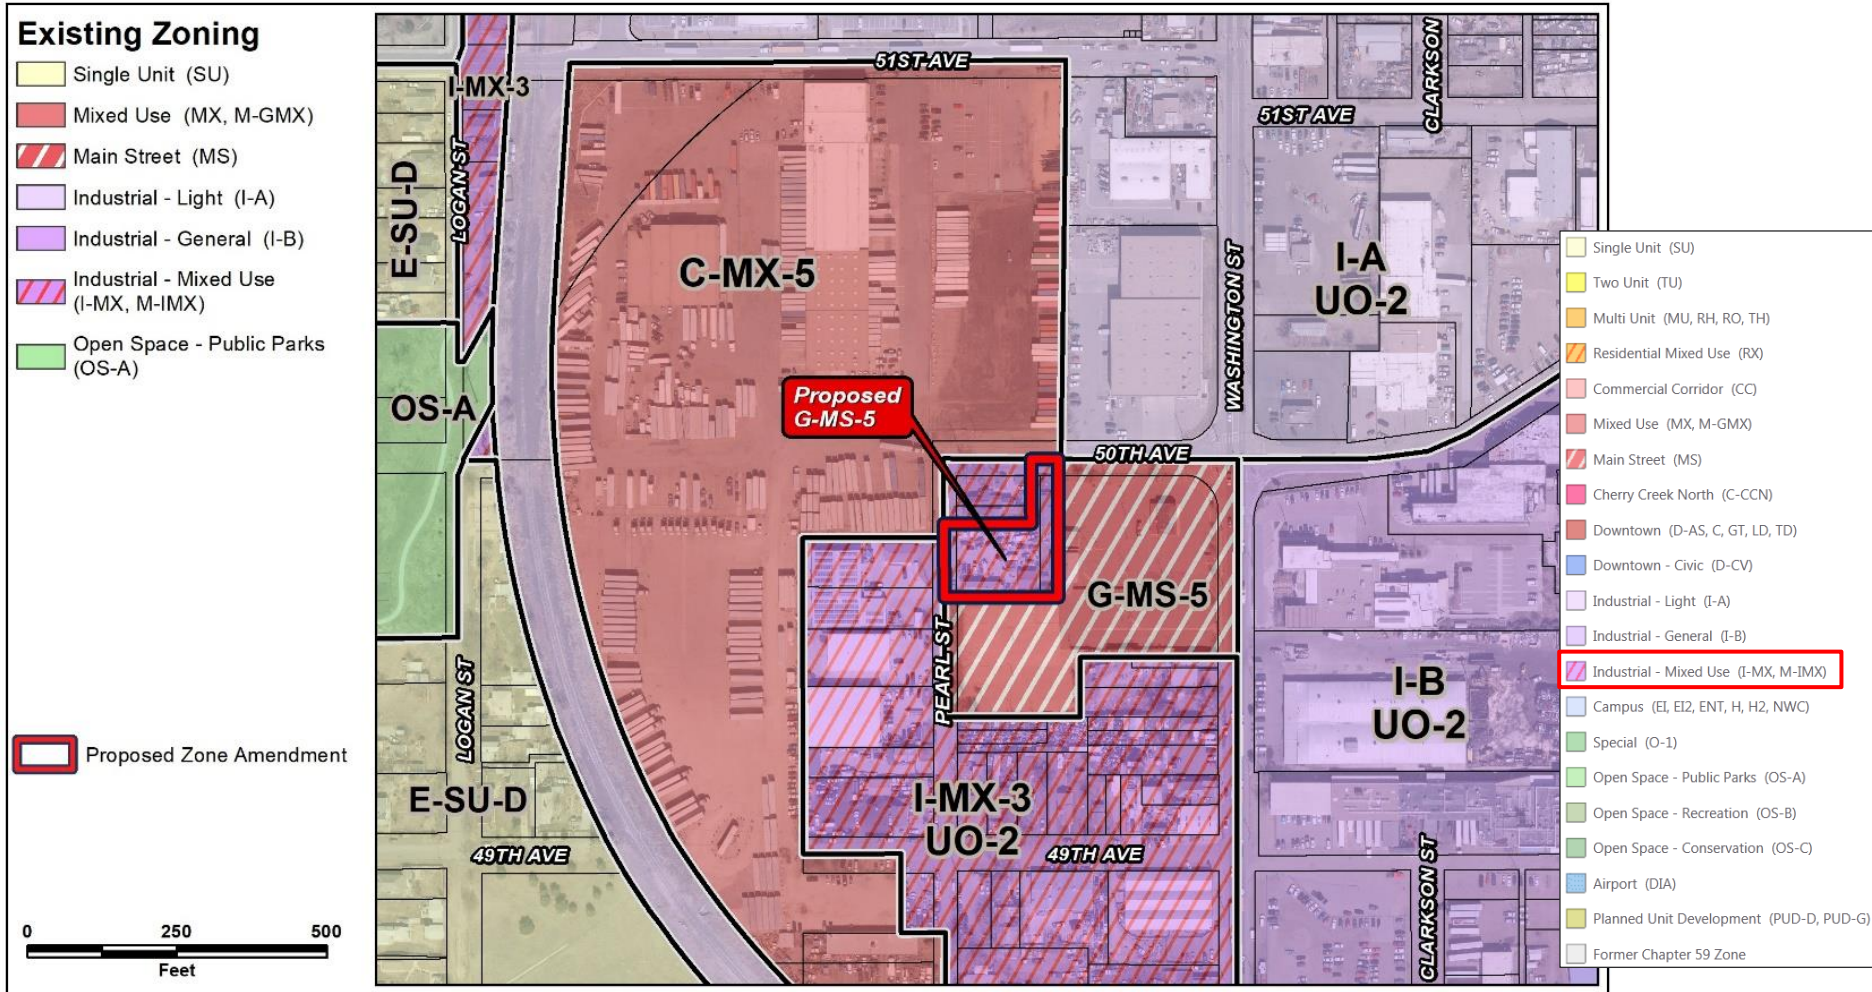 Existing Zoning
Single Unit (SU)
Mixed Use (MX, M-GMX)
Main Street (MS)
Industrial - Light (I-A)
Industrial - General (I-B)
Industrial - Mixed Use
(I-MX, M-IMX)
Open Space - Public Parks
(OS-A)
Proposed Zone Amendment
0 250 500
Feet
I-MX-3
51ST AVE
CLARKSON
51ST AVE
LOGAN ST
E-SU-D
C-MX-5
WASHINGTON ST
I-A
UO-2
OS-A
Proposed
G-MS-5
50TH AVE
G-MS-5
PEARL ST
LOGAN ST
I-B
UO-2
E-SU-D
I-MX-3
UO-2
49TH AVE
49TH AVE
CLARKSON ST
Single Unit (SU)
Two Unit (TU)
Multi Unit (MU, RH, RO, TH)
Residential Mixed Use (RX)
Commercial Corridor (CC)
Mixed Use (MX, M-GMX)
Main Street (MS)
Cherry Creek North (C-CCN)
Downtown (D-AS, C, GT, LD, TD)
Downtown - Civic (D-CV)
Industrial - Light (I-A)
Industrial - General (I-B)
Industrial - Mixed Use (I-MX, M-IMX)
Campus (EI, EI2, ENT, H, H2, NWC)
Special (O-1)
Open Space - Public Parks (OS-A)
Open Space - Recreation (OS-B)
Open Space - Conservation (OS-C)
Airport (DIA)
Planned Unit Development (PUD-D, PUD-G)
Former Chapter 59 Zone